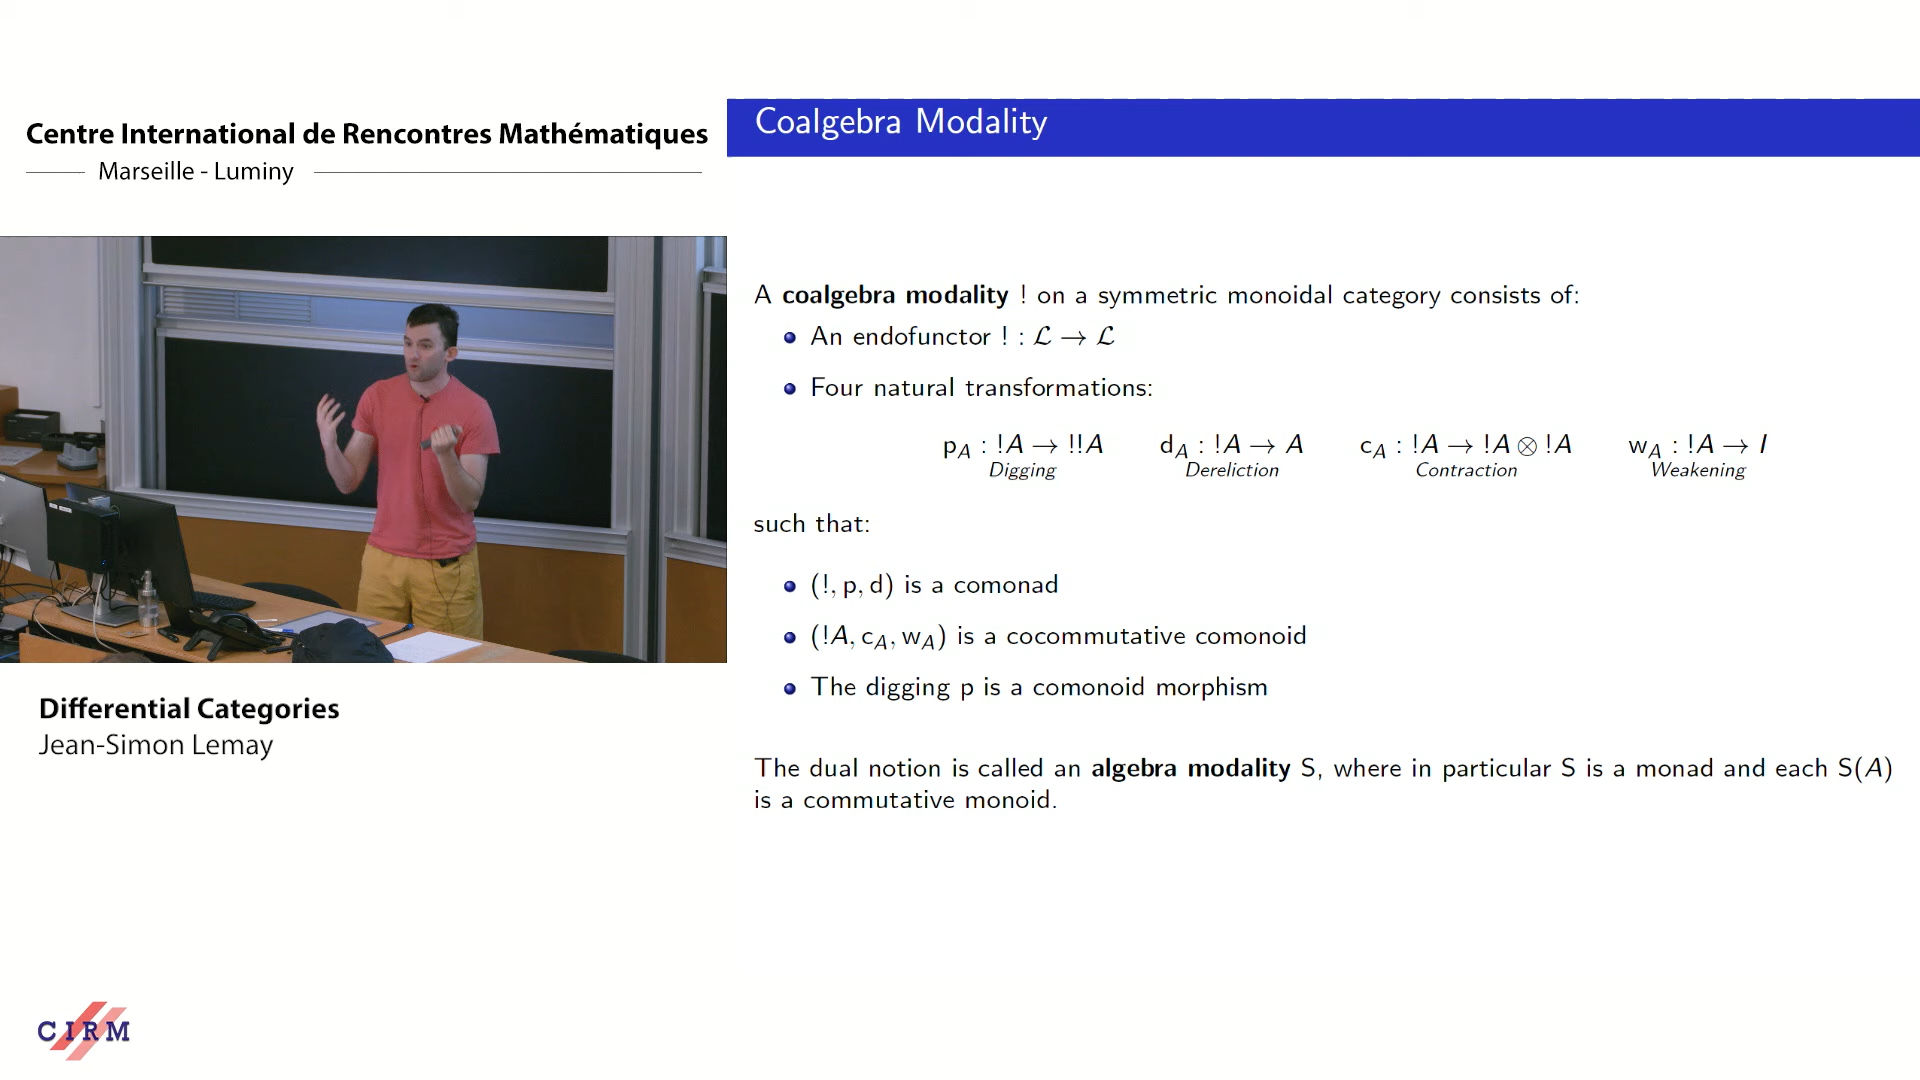 Centre International de Rencontres Mathématiques
Marseille - Luminy
Coalgebra Modality
A coalgebra modality ! on a symmetric monoidal category consists of:
• An endofunctor ! : ℒ → ℒ
• Four natural transformations:
p_A : !A → !!A d_A : !A → A c_A : !A → !A ⊗ !A w_A : !A → I
Digging Dereliction Contraction Weakening
such that:
• (!, p, d) is a comonad
• (!A, c_A, w_A) is a cocommutative comonoid
• The digging p is a comonoid morphism
The dual notion is called an algebra modality S, where in particular S is a monad and each S(A)
is a commutative monoid.
Differential Categories
Jean-Simon Lemay
CIRM